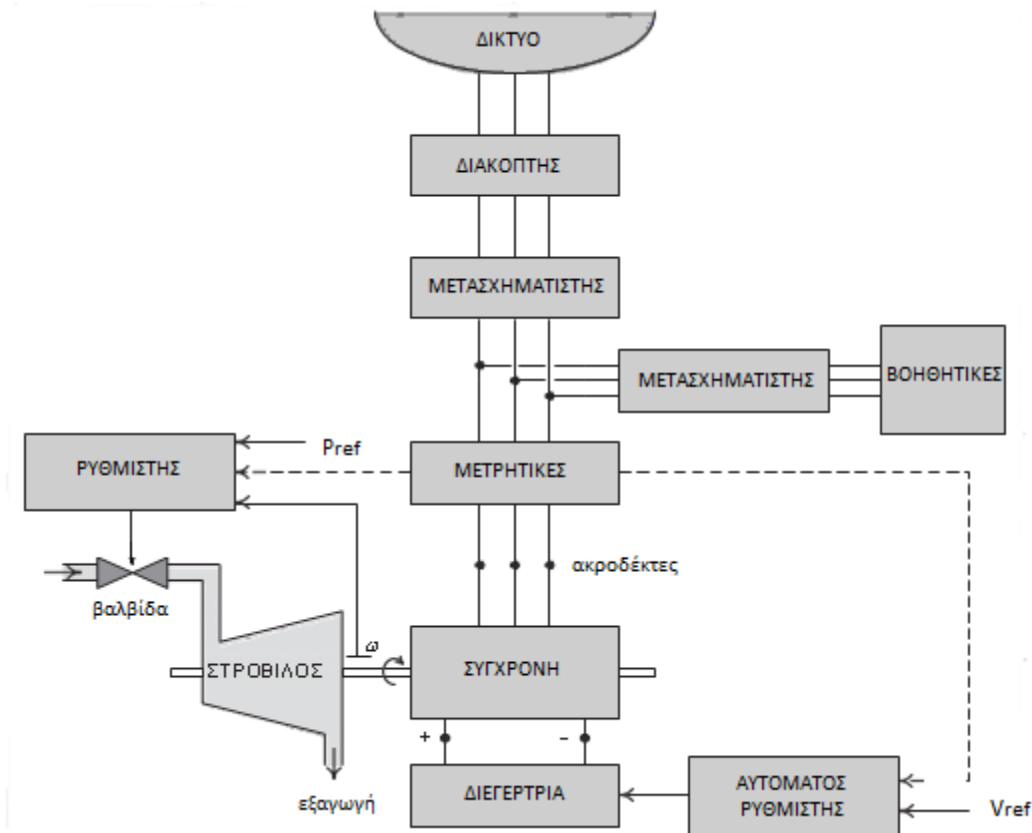 ΔΙΚΤΥΟ
ΔΙΑΚΟΠΤΗΣ
ΜΕΤΑΣΧΗΜΑΤΙΣΤΗΣ
ΜΕΤΑΣΧΗΜΑΤΙΣΤΗΣ
ΒΟΗΘΗΤΙΚΕΣ
Pref
ΡΥΘΜΙΣΤΗΣ
ΜΕΤΡΗΤΙΚΕΣ
ακροδέκτες
βαλβίδα
ω
ΣΤΡΟΒΙΛΟΣ
ΣΥΓΧΡΟΝΗ
+
-
εξαγωγή
ΔΙΕΓΕΡΤΡΙΑ
ΑΥΤΟΜΑΤΟΣ
ΡΥΘΜΙΣΤΗΣ
Vref